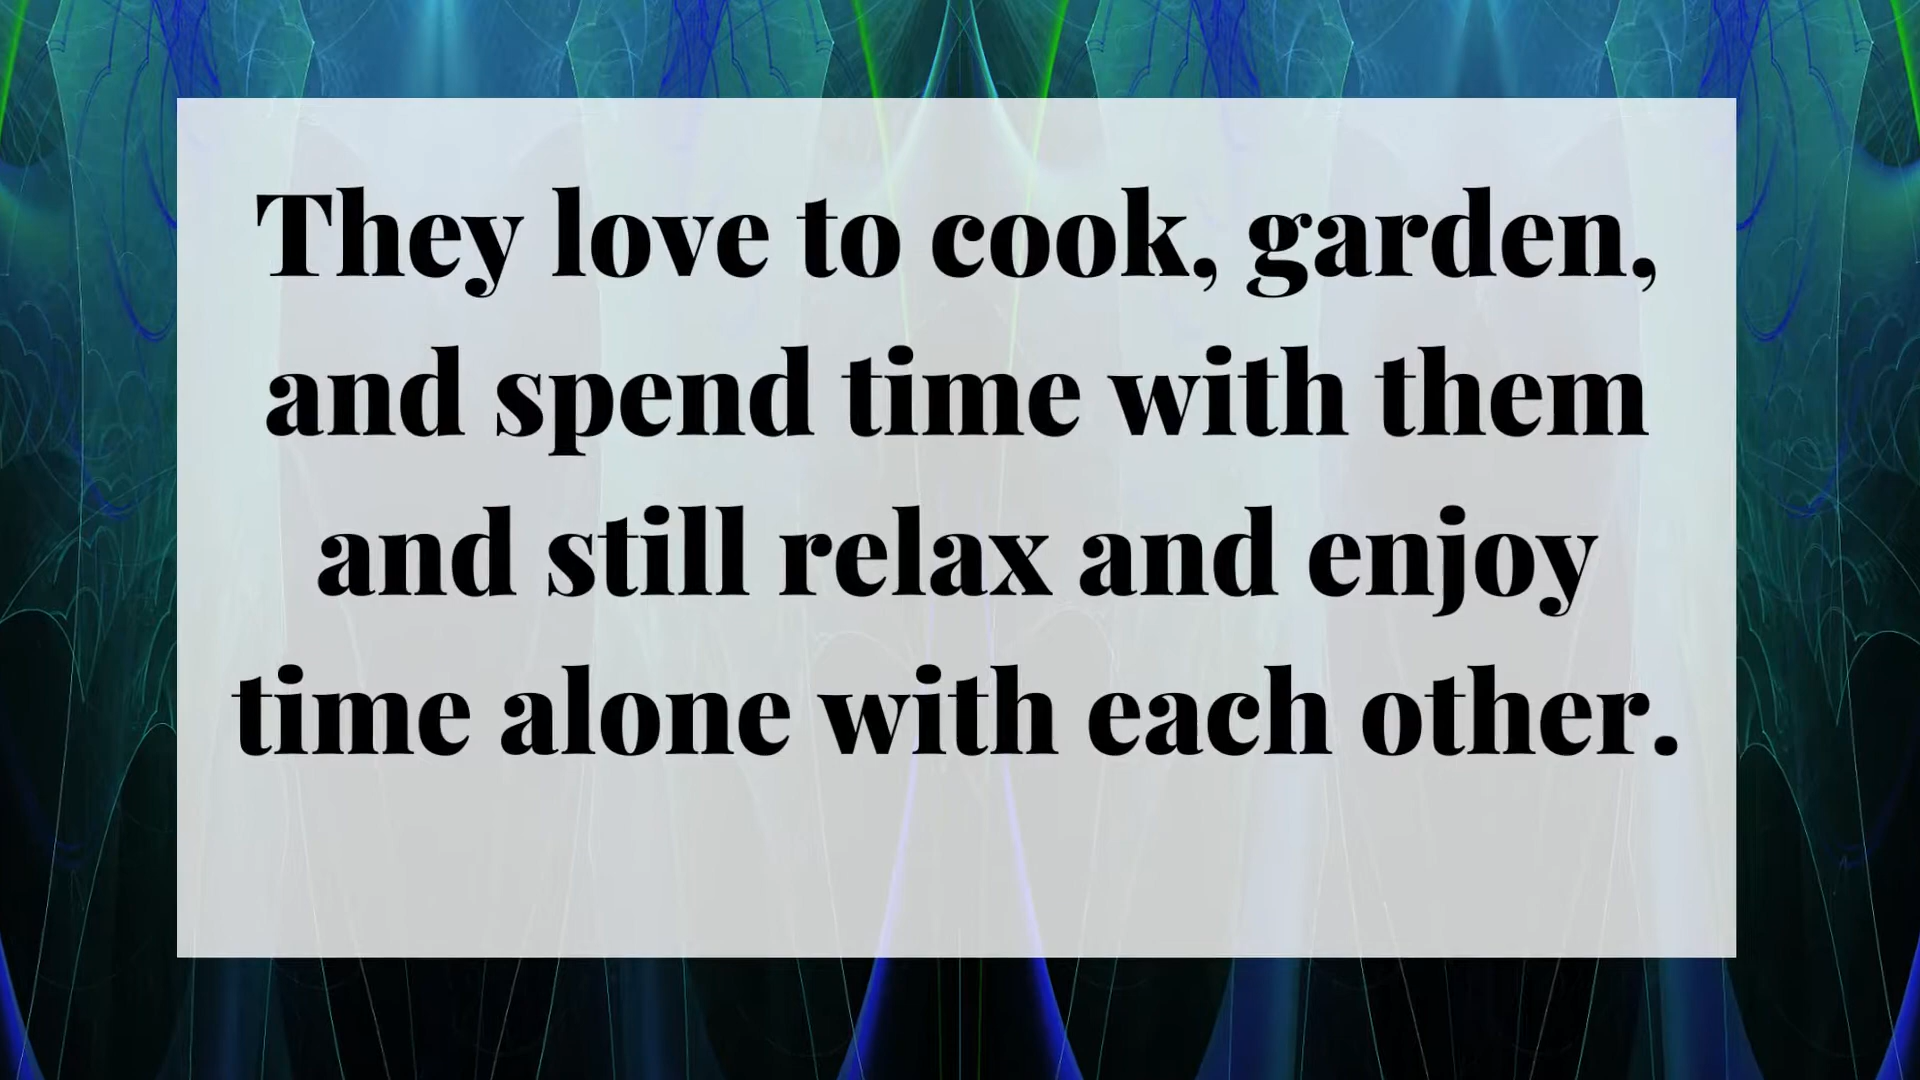 They love to cook, garden,
and spend time with them
and still relax and enjoy
time alone with each other.